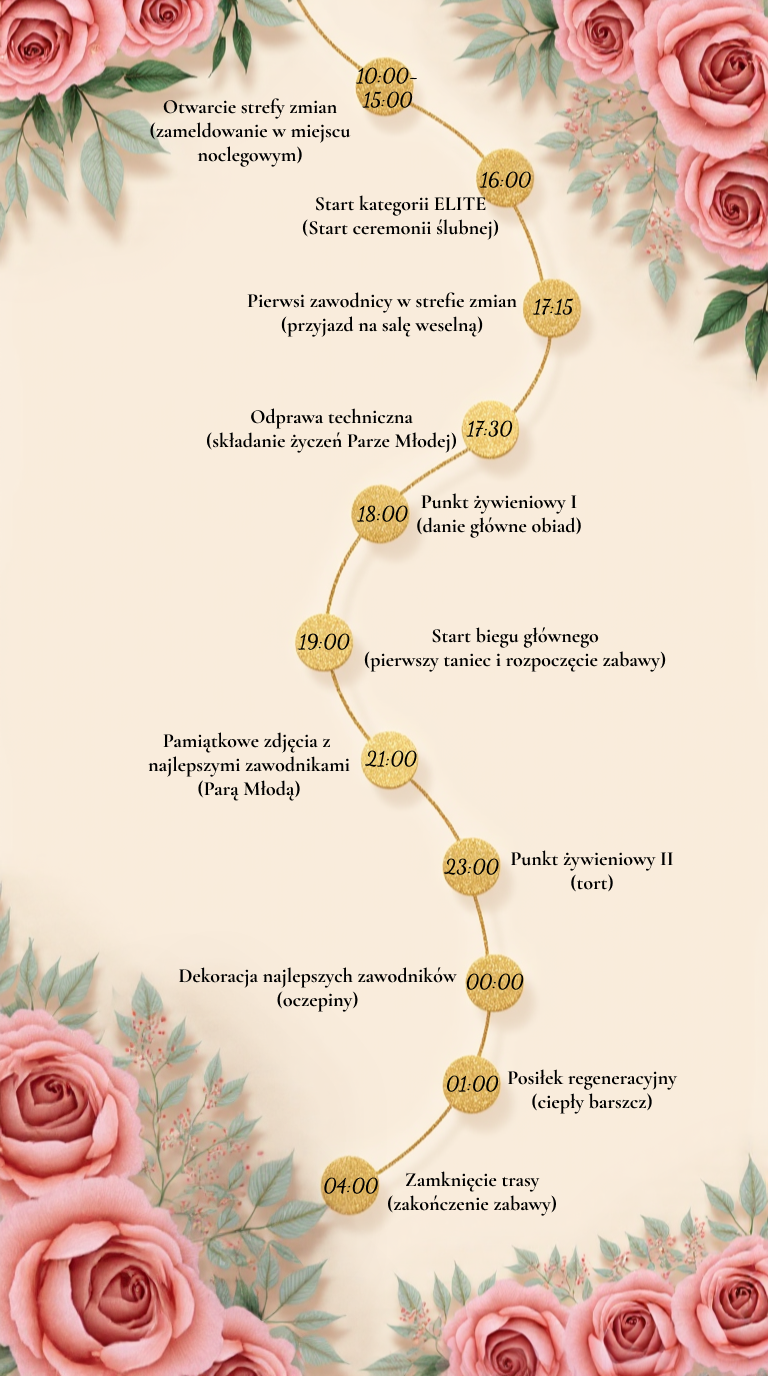 10:00-
15:00
Otwarcie strefy zmian
(zameldowanie w miejscu
noclegowym)
16:00
Start kategorii ELITE
(Start ceremonii ślubnej)
17:15
Pierwsi zawodnicy w strefie zmian
(przyjazd na salę weselną)
17:30
Odprawa techniczna
(składanie życzeń Parze Młodej)
18:00
Punkt żywieniowy I
(danie główne obiad)
19:00
Start biegu głównego
(pierwszy taniec i rozpoczęcie zabawy)
21:00
Pamiątkowe zdjęcia z
najlepszymi zawodnikami
(Parą Młodą)
23:00
Punkt żywieniowy II
(tort)
00:00
Dekoracja najlepszych zawodników
(oczepiny)
01:00
Posiłek regeneracyjny
(ciepły barszcz)
04:00
Zamknięcie trasy
(zakończenie zabawy)